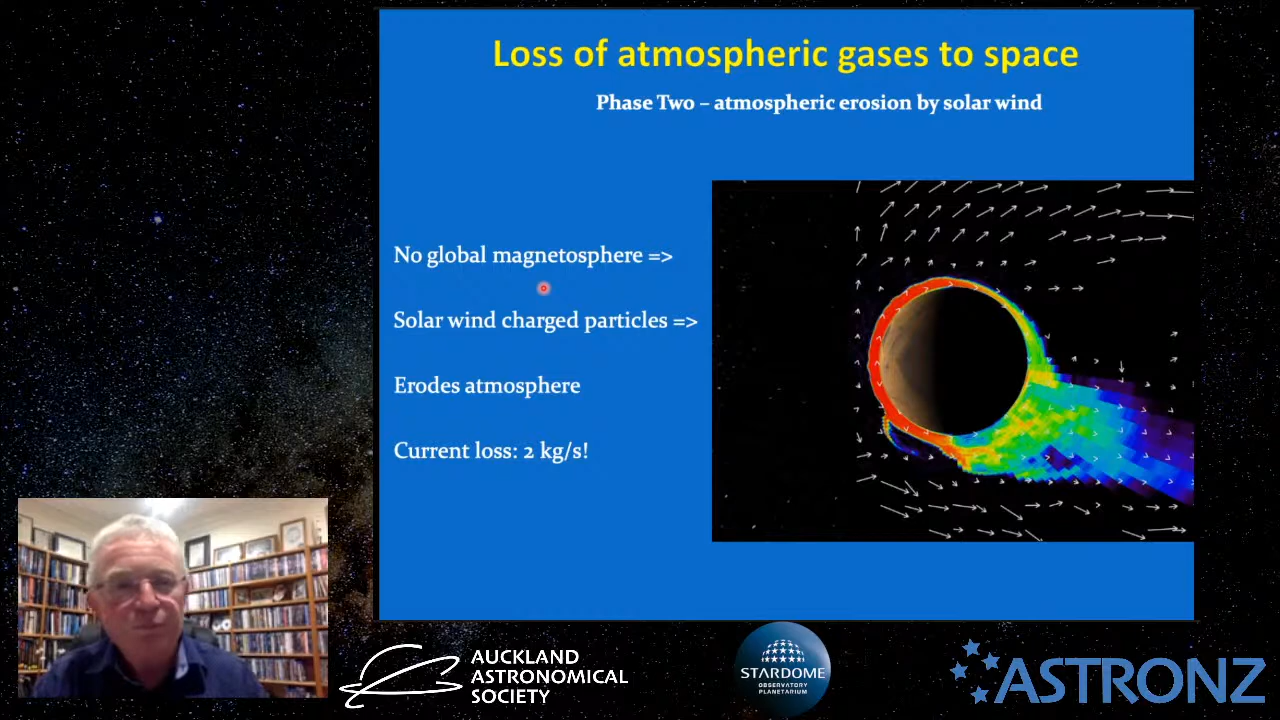 Loss of atmospheric gases to space
Phase Two – atmospheric erosion by solar wind
No global magnetosphere =>
Solar wind charged particles =>
Erodes atmosphere
Current loss: 2 kg/s!
AUCKLAND
ASTRONOMICAL
SOCIETY
STARDOME
OBSERVATORY
PLANETARIUM
ASTRONZ